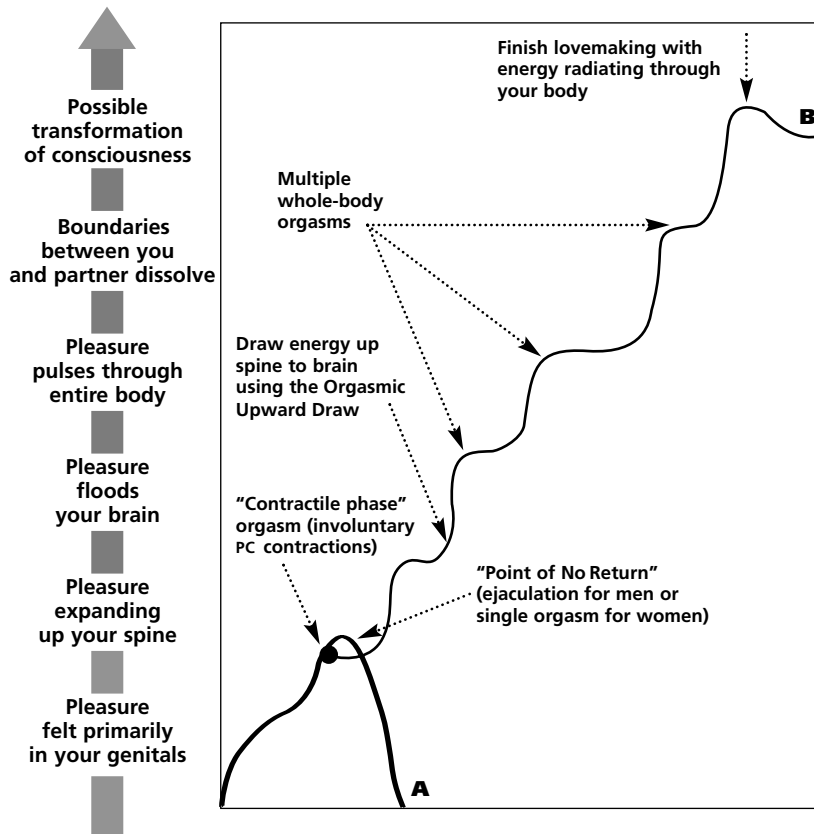 Possible
transformation
of consciousness
Boundaries
between you
and partner dissolve
Pleasure
pulses through
entire body
Pleasure
floods
your brain
Pleasure
expanding
up your spine
Pleasure
felt primarily
in your genitals
Finish lovemaking with
energy radiating through
your body
B
Multiple
whole-body
orgasms
Draw energy up
spine to brain
using the Orgasmic
Upward Draw
"Contractile phase"
orgasm (involuntary
PC contractions)
"Point of No Return"
(ejaculation for men or
single orgasm for women)
A